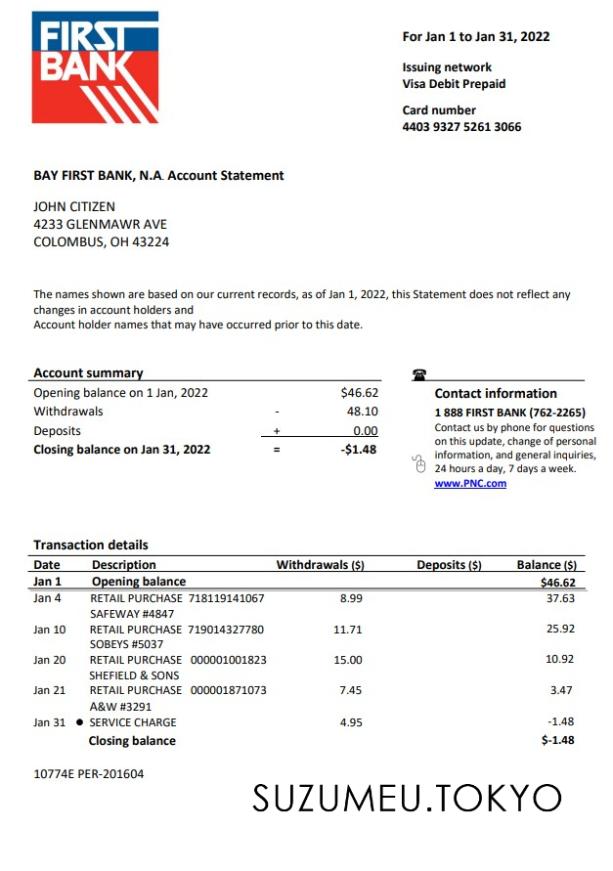 FIRST
BANK
For Jan 1 to Jan 31, 2022
Issuing network
Visa Debit Prepaid
Card number
4403 9327 5261 3066
BAY FIRST BANK, N.A. Account Statement
JOHN CITIZEN
4233 GLENMAWR AVE
COLOMBUS, OH 43224
The names shown are based on our current records, as of Jan 1, 2022, this Statement does not reflect any
changes in account holders and
Account holder names that may have occurred prior to this date.
Account summary
Opening balance on 1 Jan, 2022 $46.62
Withdrawals - 48.10
Deposits + 0.00
Closing balance on Jan 31, 2022 = -$1.48
Contact information
1 888 FIRST BANK (762-2265)
Contact us by phone for questions
on this update, change of personal
information, and general inquiries,
24 hours a day, 7 days a week.
www.PNC.com
Transaction details
Date Description Withdrawals ($) Deposits ($) Balance ($)
Jan 1 Opening balance $46.62
Jan 4 RETAIL PURCHASE 718119141067 8.99 37.63
SAFEWAY #4847
Jan 10 RETAIL PURCHASE 719014327780 11.71 25.92
SOBEYS #5037
Jan 20 RETAIL PURCHASE 000001001823 15.00 10.92
SHEFIELD & SONS
Jan 21 RETAIL PURCHASE 000001871073 7.45 3.47
A&W #3291
Jan 31 ● SERVICE CHARGE 4.95 -1.48
Closing balance $-1.48
10774E PER-201604
SUZUMEU.TOKYO